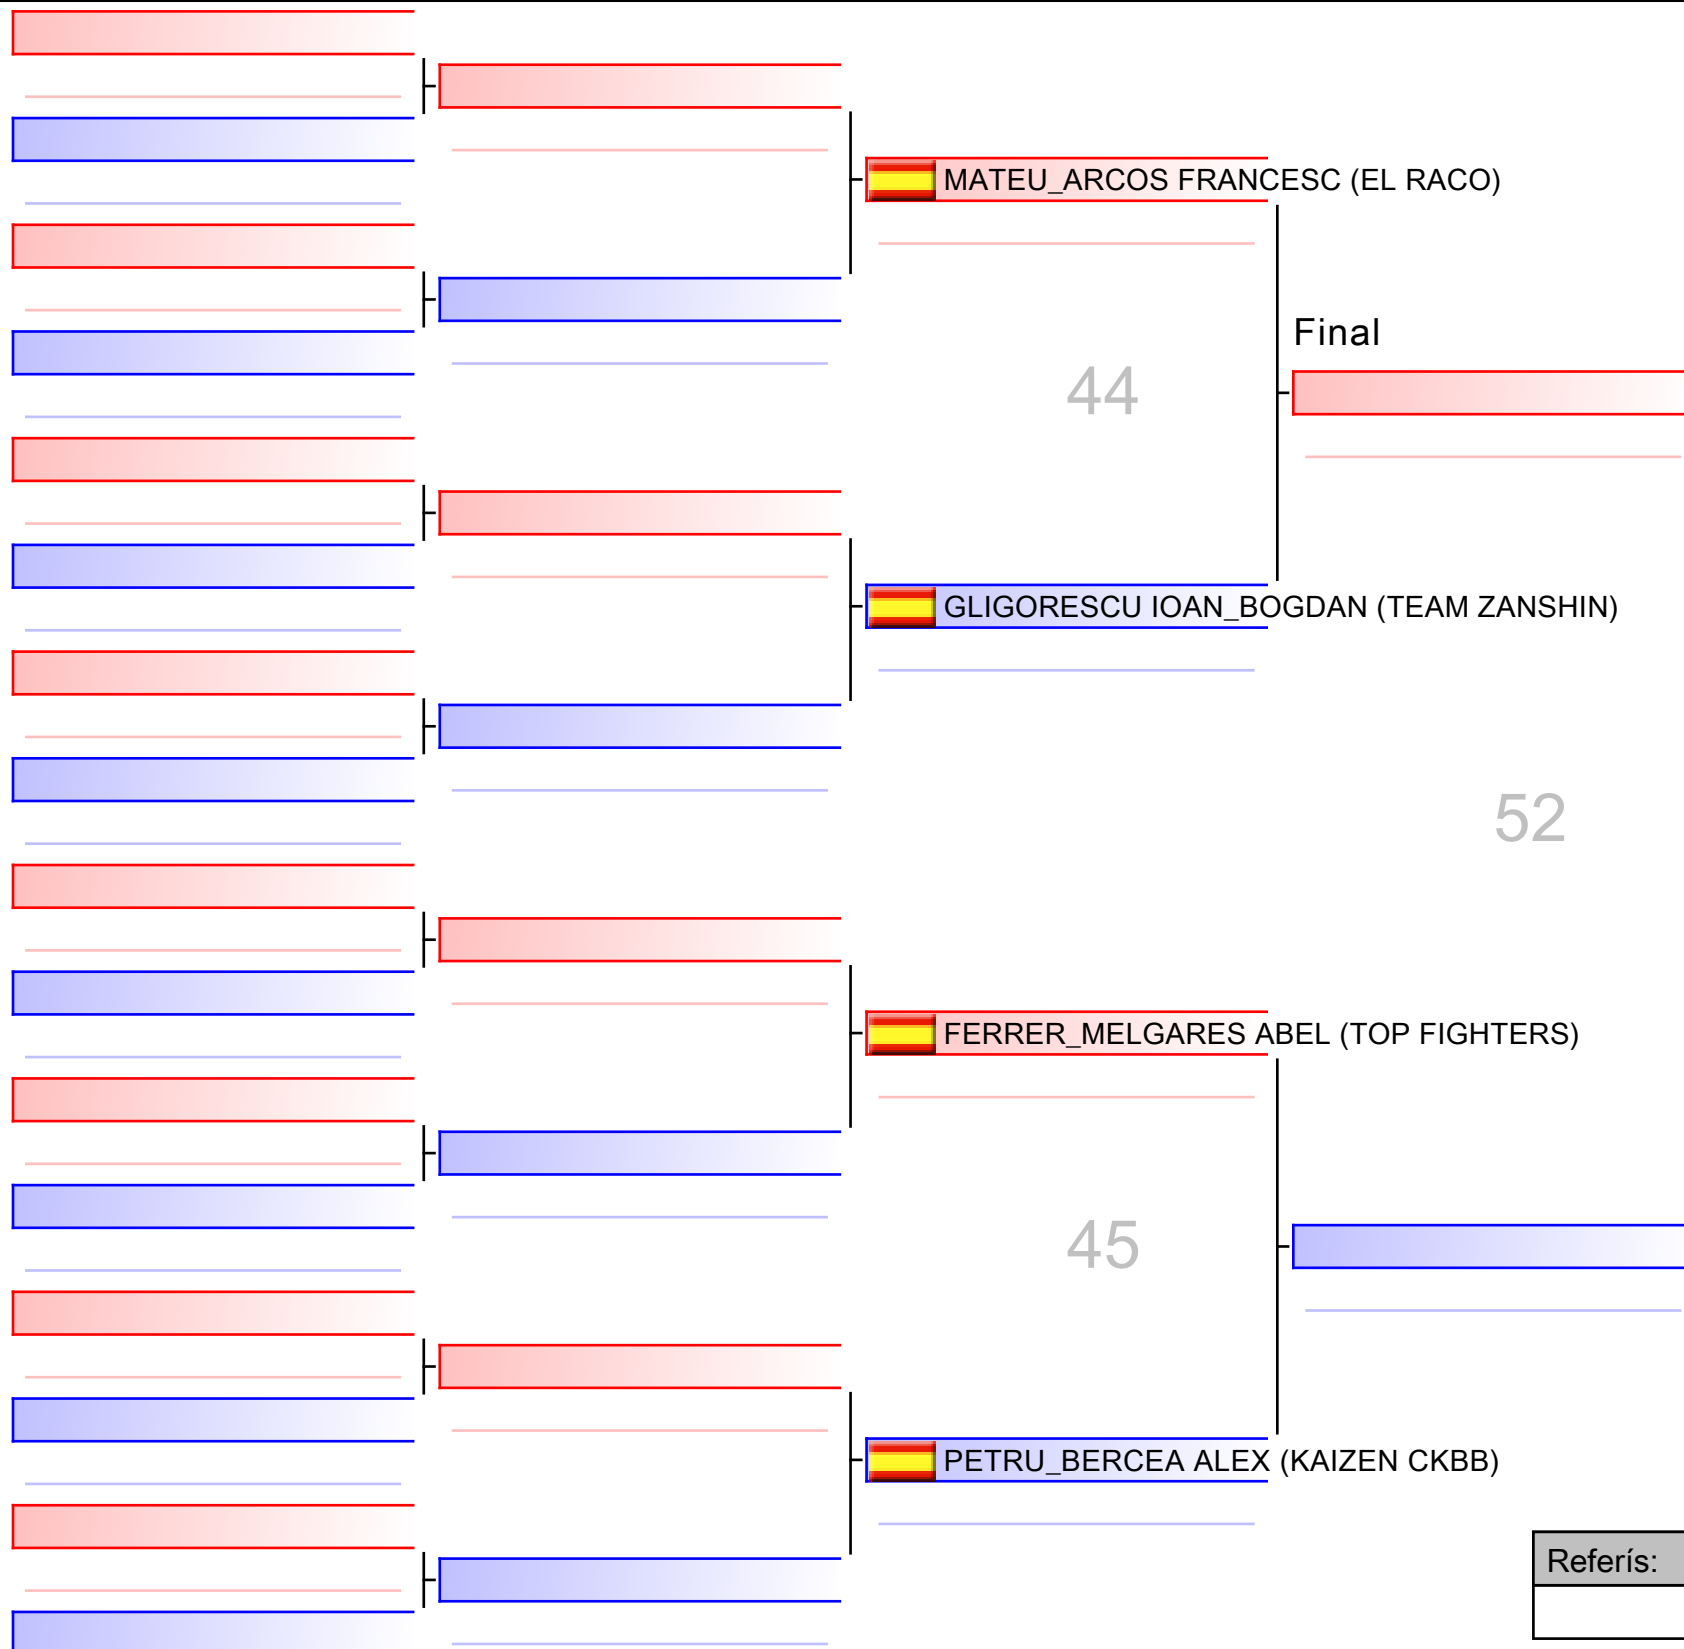 MATEU_ARCOS FRANCESC (EL RACO)
Final
44
GLIGORESCU IOAN_BOGDAN (TEAM ZANSHIN)
52
FERRER_MELGARES ABEL (TOP FIGHTERS)
45
PETRU_BERCEA ALEX (KAIZEN CKBB)
Referís: